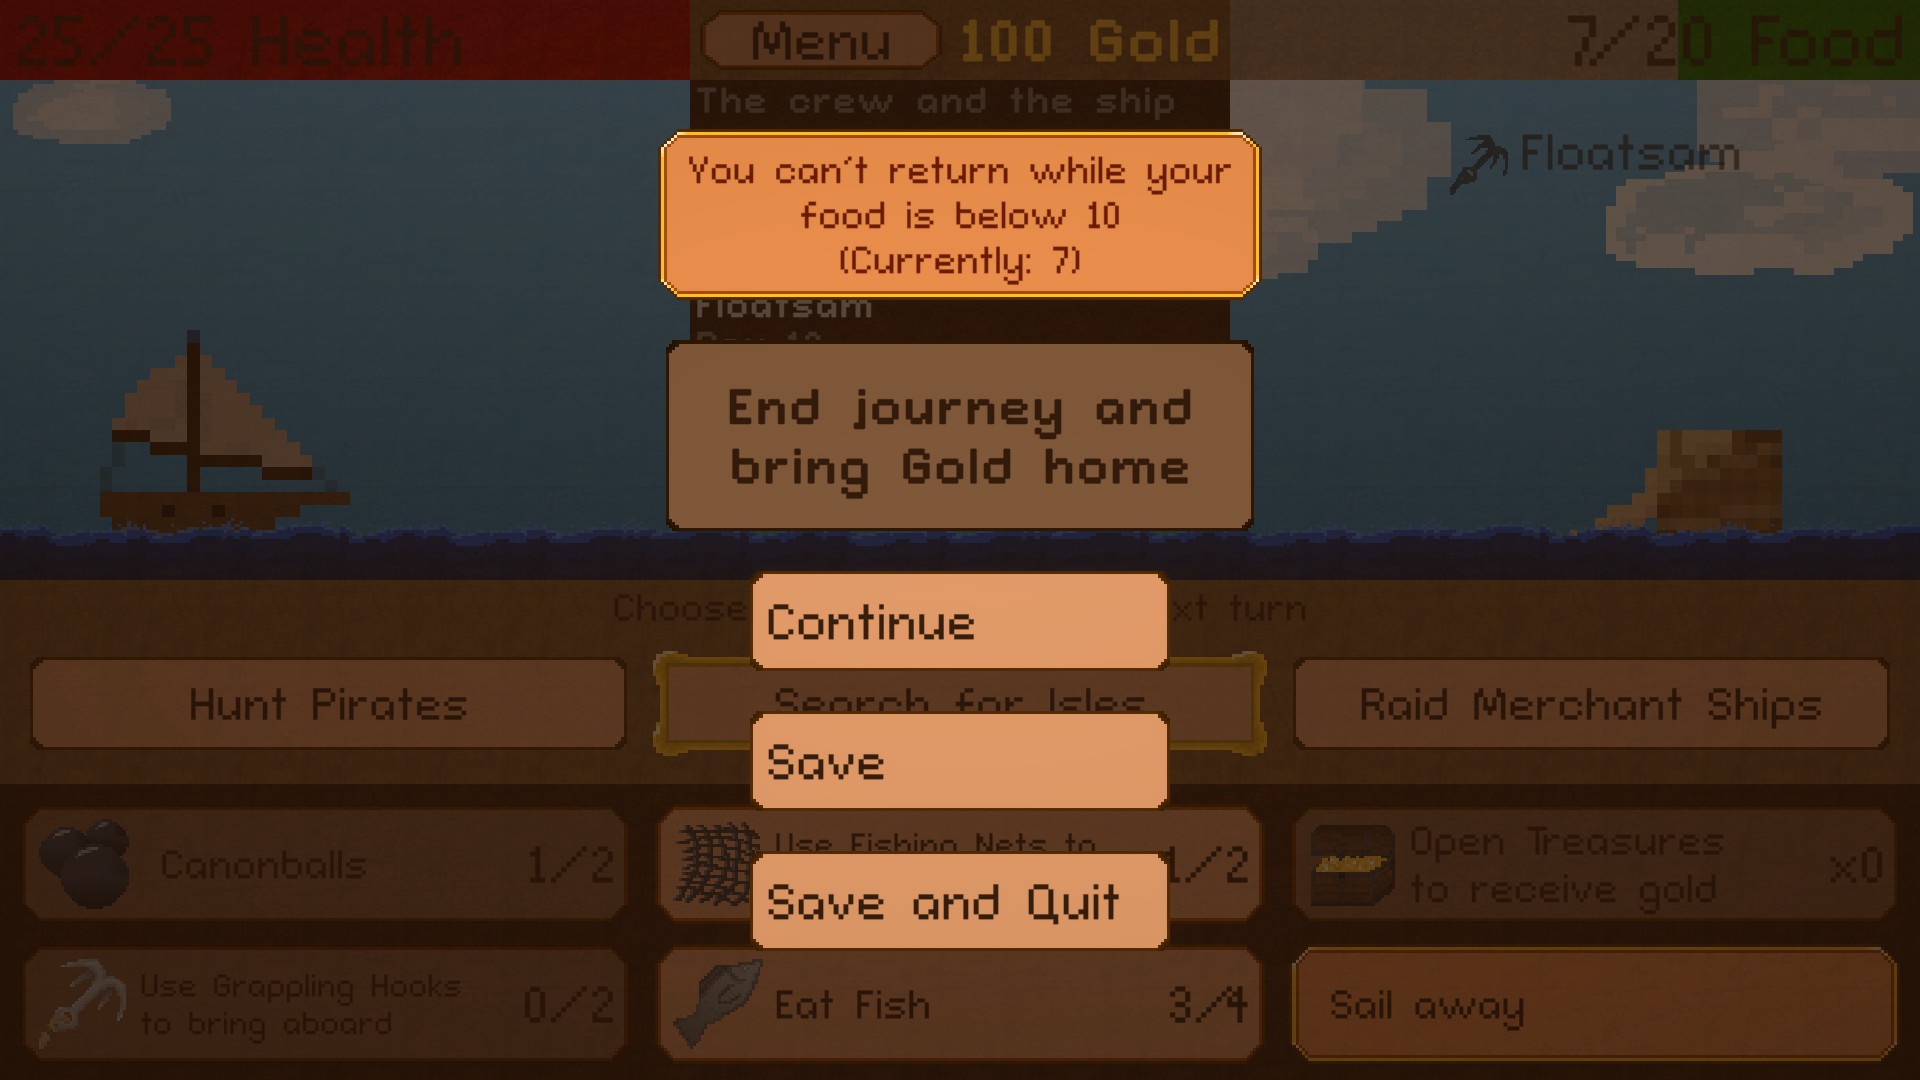 25/25 Health
Menu
100 Gold
7/20 Food
The crew and the ship
Floatsam
You can't return while your
food is below 10
(Currently: 7)
Floatsam
End journey and
bring Gold home
Continue
Choose
turn
Hunt Pirates
Search for Isles
Raid Merchant Ships
Save
Canonballs 1/2
Use Fishing Nets to
1/2
Open Treasures
to receive gold
x0
Save and Quit
Use Grappling Hooks
to bring aboard
0/2
Eat Fish 3/4
Sail away